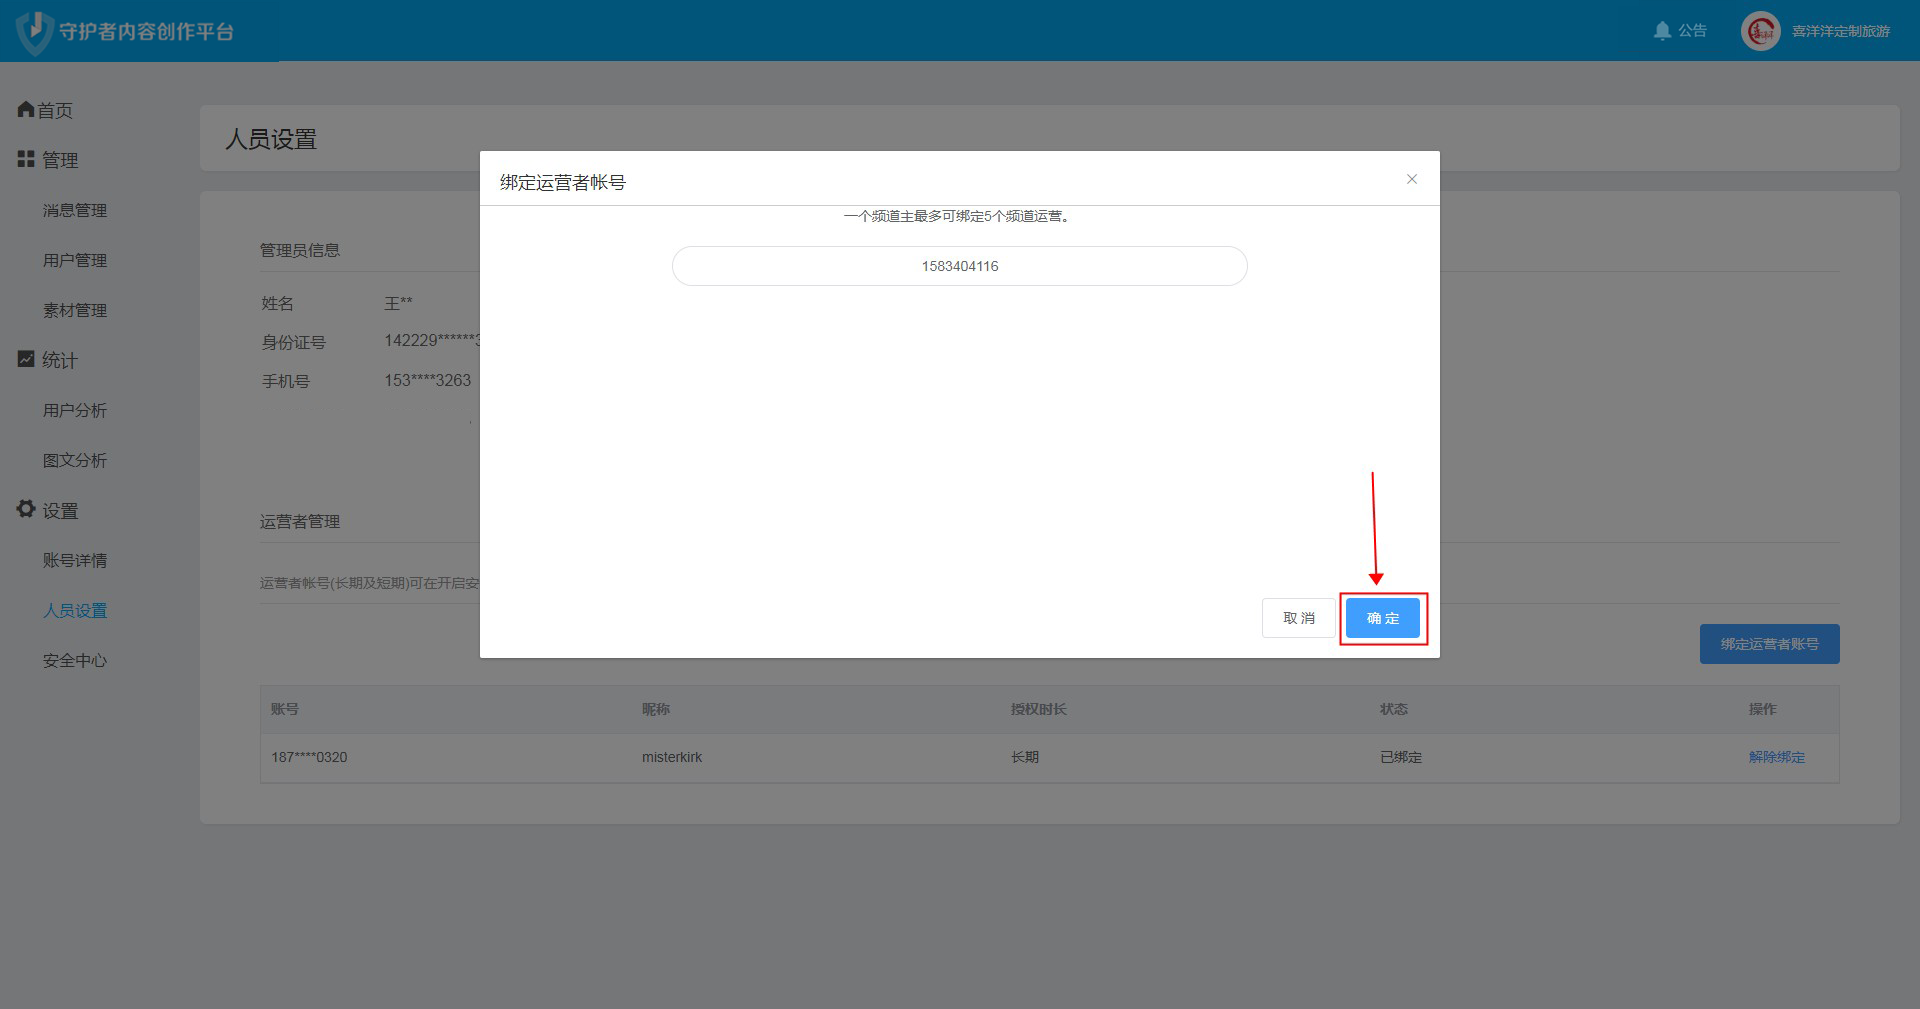 守护者内容创作平台
公告
喜洋洋定制旅游
首页
管理
消息管理
用户管理
素材管理
统计
用户分析
图文分析
设置
账号详情
人员设置
安全中心
人员设置
管理员信息
姓名 王**
身份证号 142229******3
手机号 153****3263
运营者管理
运营者帐号(长期及短期)可在开启安
绑定运营者账号
账号 昵称 授权时长 状态 操作
187****0320 misterkirk 长期 已绑定 解除绑定
绑定运营者帐号
一个频道主最多可绑定5个频道运营。
1583404116
取 消
确 定